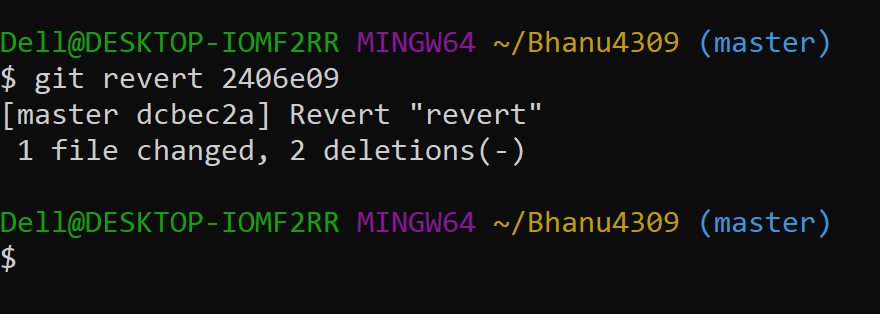 Dell@DESKTOP-IOMF2RR MINGW64 ~/Bhanu4309 (master)
$ git revert 2406e09
[master dcbec2a] Revert "revert"
 1 file changed, 2 deletions(-)
Dell@DESKTOP-IOMF2RR MINGW64 ~/Bhanu4309 (master)
$